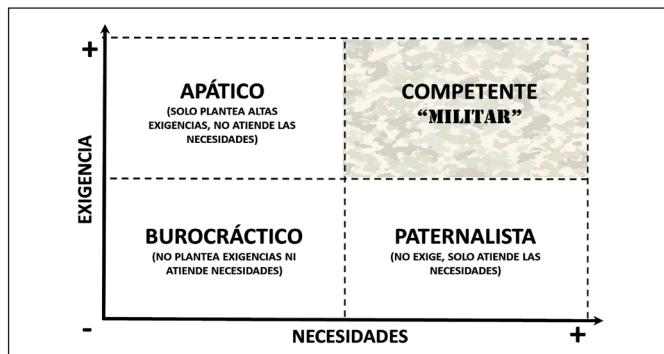 +
APÁTICO
(SOLO PLANTEA ALTAS
EXIGENCIAS, NO ATIENDE LAS
NECESIDADES)
COMPETENTE
“MILITAR”
EXIGENCIA
BUROCRÁCTICO
(NO PLANTEA EXIGENCIAS NI
ATIENDE NECESIDADES)
PATERNALISTA
(NO EXIGE, SOLO ATIENDE LAS
NECESIDADES)
-
NECESIDADES
+